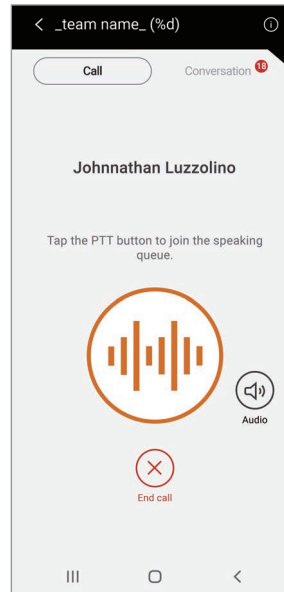 _team name_ (%d)
Call
Conversation 18
Johnnathan Luzzolino
Tap the PTT button to join the speaking
queue.
Audio
End call